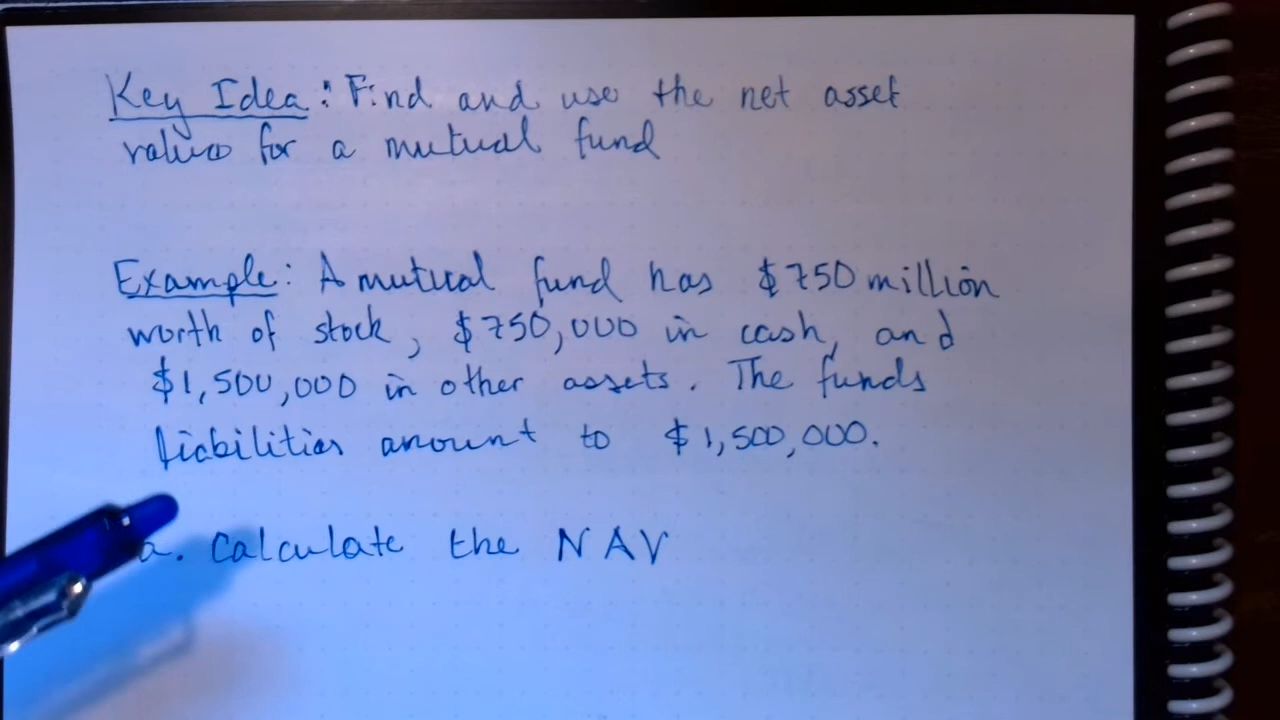 Key Idea: Find and use the net asset
value for a mutual fund
Example: A mutual fund has $750 million
worth of stock, $750,000 in cash, and
$1,500,000 in other assets. The funds
liabilities amount to $1,500,000.
a. Calculate the NAV